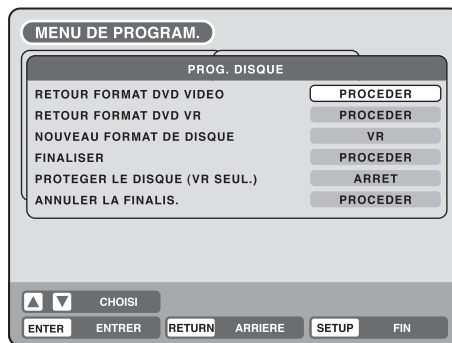 MENU DE PROGRAM.
PROG. DISQUE
RETOUR FORMAT DVD VIDEO PROCEDER
RETOUR FORMAT DVD VR PROCEDER
NOUVEAU FORMAT DE DISQUE VR
FINALISER PROCEDER
PROTEGER LE DISQUE (VR SEUL.) ARRET
ANNULER LA FINALIS. PROCEDER
CHOISI
ENTER ENTRER RETURN ARRIERE SETUP FIN